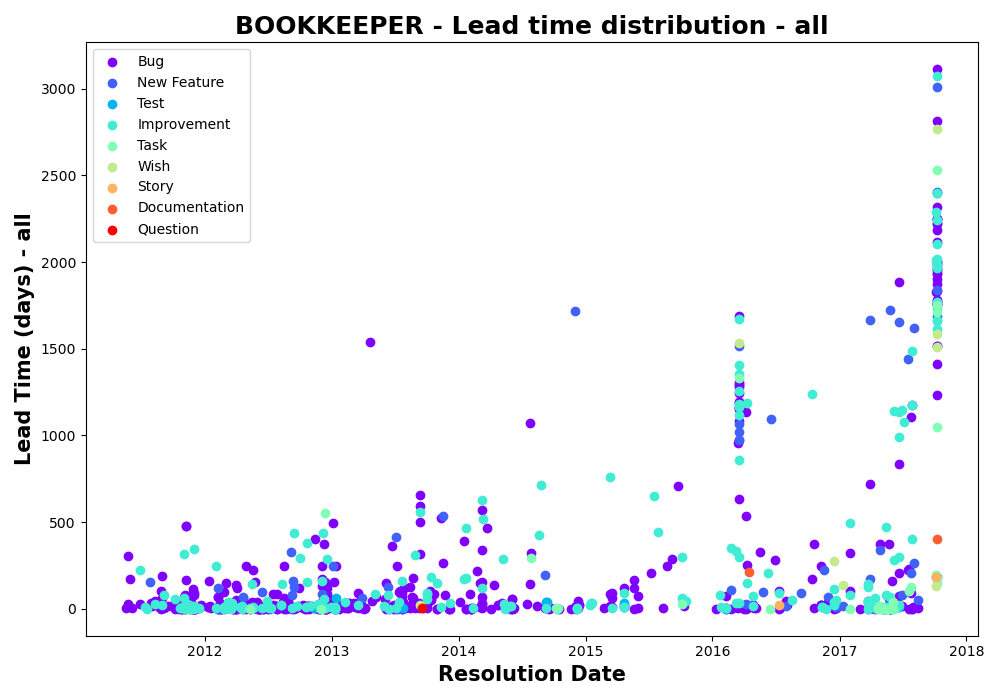 BOOKKEEPER - Lead time distribution - all
Bug
New Feature
Test
Improvement
Task
Wish
Story
Documentation
Question
Lead Time (days) - all
3000
2500
2000
1500
1000
500
0
2012
2013
2014
2015
2016
2017
2018
Resolution Date